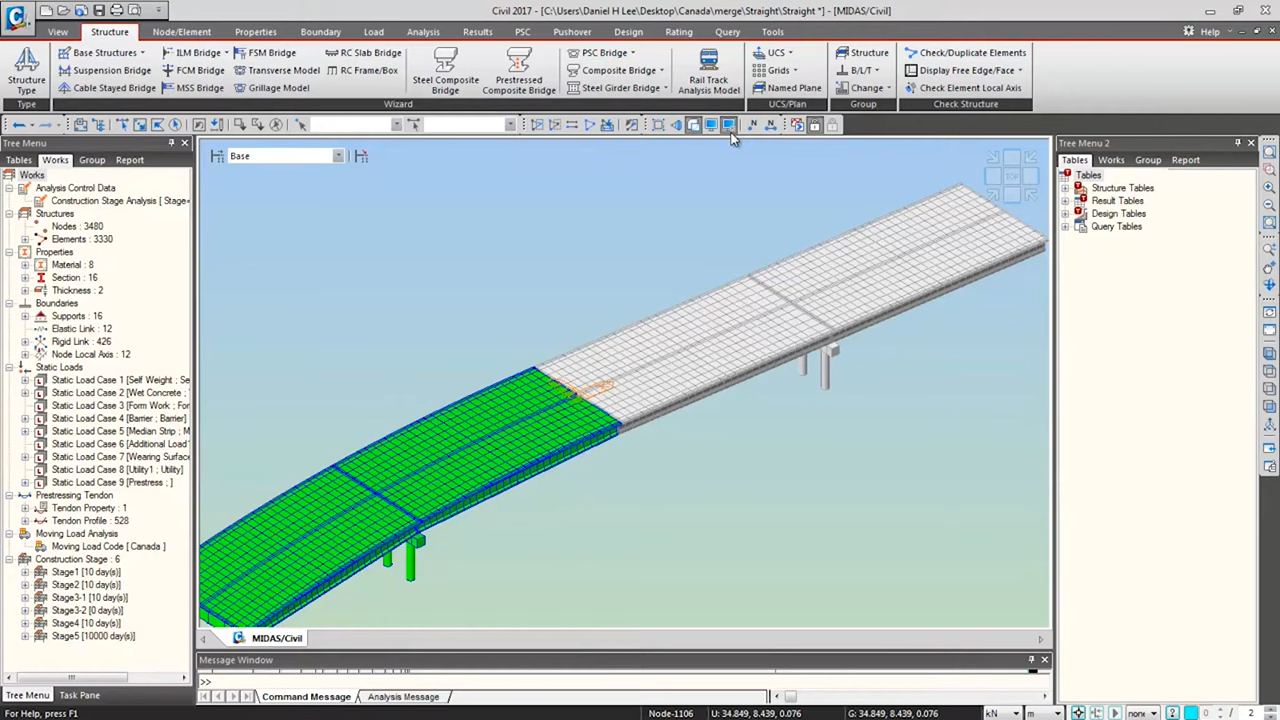 Civil 2017 - [C:\Users\Daniel H Lee\Desktop\Canada\merge\Straight\Straight *] - [MIDAS/Civil]
View Structure Node/Element Properties Boundary Load Analysis Results PSC Pushover Design Rating Query Tools Help
Structure Type
Base Structures
Suspension Bridge
Cable Stayed Bridge
ILM Bridge
FCM Bridge
MSS Bridge
FSM Bridge
Transverse Model
Grillage Model
RC Slab Bridge
RC Frame/Box
Steel Composite Bridge
Prestressed Composite Bridge
PSC Bridge
Composite Bridge
Steel Girder Bridge
Rail Track Analysis Model
UCS
Grids
Named Plane
Structure
B/L/T
Change
Check/Duplicate Elements
Display Free Edge/Face
Check Element Local Axis
Type Wizard UCS/Plan Group Check Structure
Tree Menu
Tables Works Group Report
Works
Analysis Control Data
Construction Stage Analysis [ Stage=
Structures
Nodes : 3480
Elements : 3330
Properties
Material : 8
Section : 16
Thickness : 2
Boundaries
Supports : 16
Elastic Link : 12
Rigid Link : 426
Node Local Axis : 12
Static Loads
Static Load Case 1 [Self Weight ; Se
Static Load Case 2 [Wet Concrete ;
Static Load Case 3 [Form Work ; For
Static Load Case 4 [Barrier ; Barrier]
Static Load Case 5 [Median Strip ; M
Static Load Case 6 [Additional Load
Static Load Case 7 [Wearing Surface
Static Load Case 8 [Utility1 ; Utility]
Static Load Case 9 [Prestress ; ]
Prestressing Tendon
Tendon Property : 1
Tendon Profile : 528
Moving Load Analysis
Moving Load Code [ Canada ]
Construction Stage : 6
Stage1 [10 day(s)]
Stage2 [10 day(s)]
Stage3-1 [10 day(s)]
Stage3-2 [0 day(s)]
Stage4 [10 day(s)]
Stage5 [10000 day(s)]
Tree Menu Task Pane
Base
TOP
MIDAS/Civil
Message Window
>>
Command Message Analysis Message
Tree Menu 2
Tables Works Group Report
Tables
Structure Tables
Result Tables
Design Tables
Query Tables
For Help, press F1
Node-1106 U: 34.849, 8.439, 0.076 G: 34.849, 8.439, 0.076 kN m none ? 0 / 2